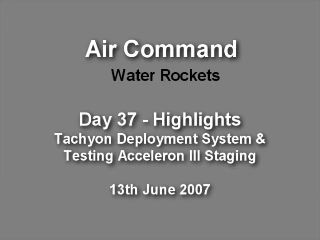 Air Command
Water Rockets
Day 37 - Highlights
Tachyon Deployment System &
Testing Acceleron III Staging
13th June 2007